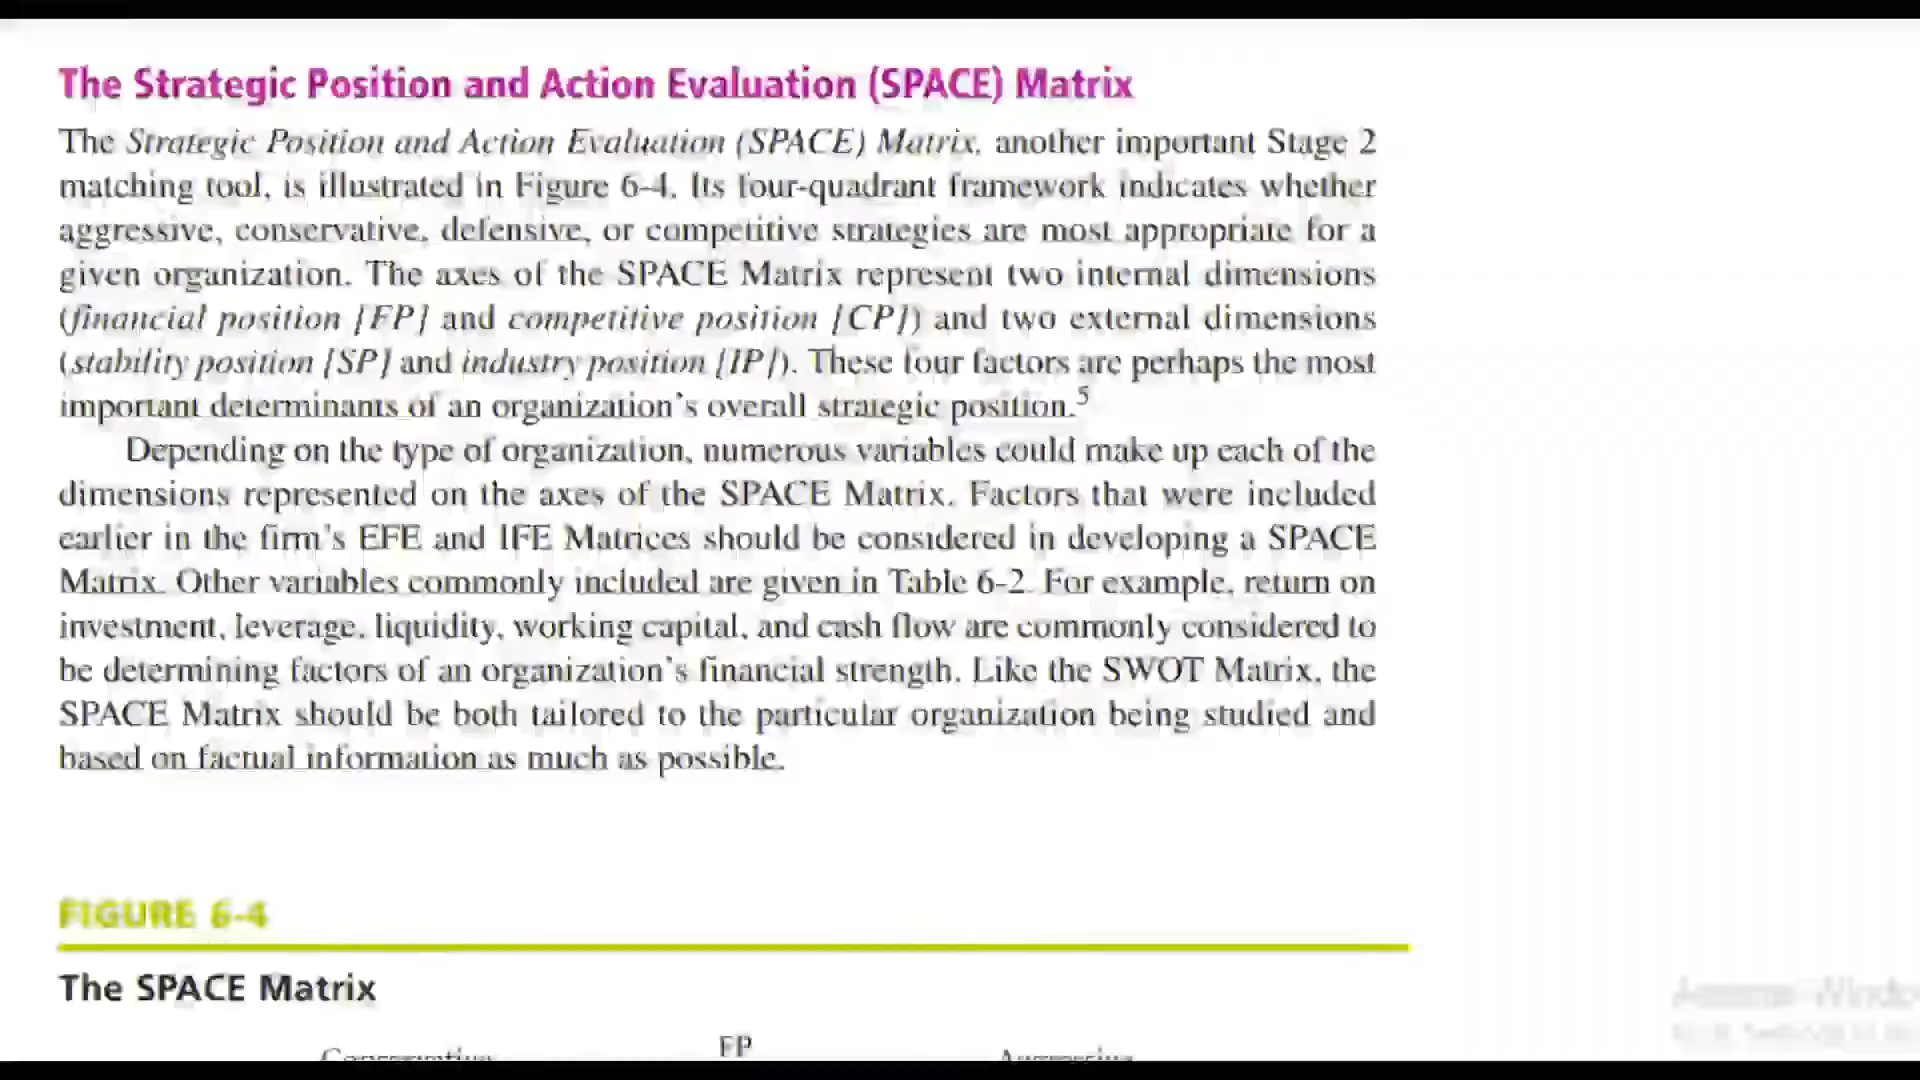 The Strategic Position and Action Evaluation (SPACE) Matrix
The Strategic Position and Action Evaluation (SPACE) Matrix, another important Stage 2
matching tool, is illustrated in Figure 6-4. Its four-quadrant framework indicates whether
aggressive, conservative, defensive, or competitive strategies are most appropriate for a
given organization. The axes of the SPACE Matrix represent two internal dimensions
(financial position [FP] and competitive position [CP]) and two external dimensions
(stability position [SP] and industry position [IP]). These four factors are perhaps the most
important determinants of an organization's overall strategic position.5
Depending on the type of organization, numerous variables could make up each of the
dimensions represented on the axes of the SPACE Matrix. Factors that were included
earlier in the firm's EFE and IFE Matrices should be considered in developing a SPACE
Matrix. Other variables commonly included are given in Table 6-2. For example, return on
investment, leverage, liquidity, working capital, and cash flow are commonly considered to
be determining factors of an organization's financial strength. Like the SWOT Matrix, the
SPACE Matrix should be both tailored to the particular organization being studied and
based on factual information as much as possible.
FIGURE 6-4
The SPACE Matrix
Conservative FP Aggressive